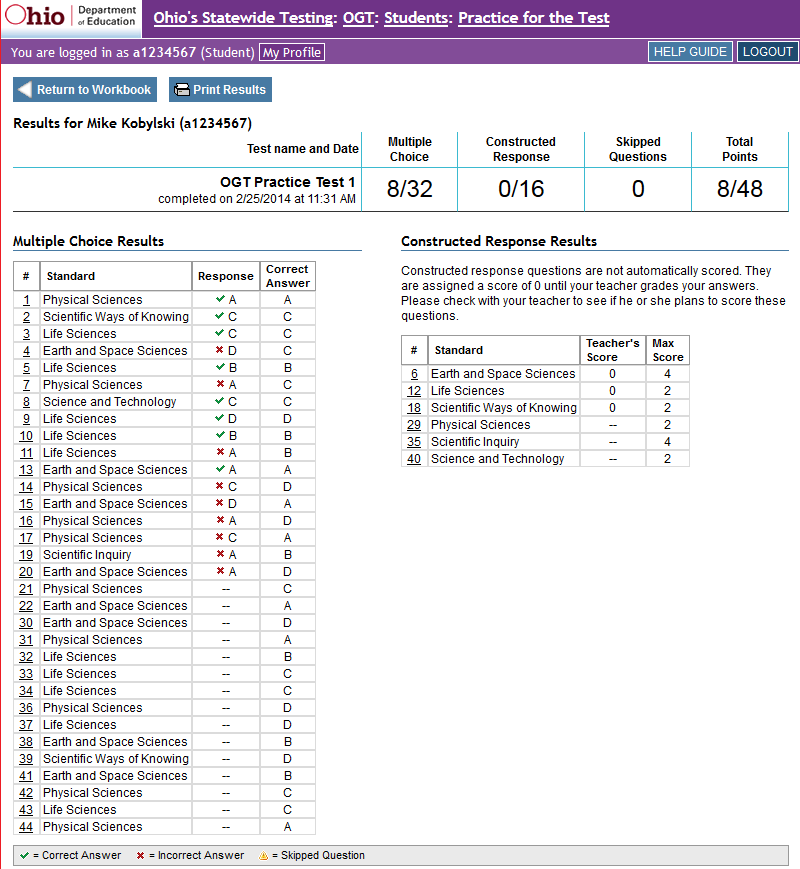 Ohio Department of Education
Ohio's Statewide Testing: OGT: Students: Practice for the Test
You are logged in as a1234567 (Student) My Profile HELP GUIDE LOGOUT
Return to Workbook Print Results
Results for Mike Kobylski (a1234567)
Test name and Date Multiple Choice Constructed Response Skipped Questions Total Points
OGT Practice Test 1
completed on 2/25/2014 at 11:31 AM 8/32 0/16 0 8/48
Multiple Choice Results
# Standard Response Correct Answer
1 Physical Sciences ✔ A A
2 Scientific Ways of Knowing ✔ C C
3 Life Sciences ✔ C C
4 Earth and Space Sciences ✖ D C
5 Life Sciences ✔ B B
7 Physical Sciences ✖ A C
8 Science and Technology ✔ C C
9 Life Sciences ✔ D D
10 Life Sciences ✔ B B
11 Life Sciences ✖ A B
13 Earth and Space Sciences ✔ A A
14 Physical Sciences ✖ C D
15 Earth and Space Sciences ✖ D A
16 Physical Sciences ✖ A D
17 Physical Sciences ✖ C A
19 Scientific Inquiry ✖ A B
20 Earth and Space Sciences ✖ A D
21 Physical Sciences -- C
22 Earth and Space Sciences -- A
30 Earth and Space Sciences -- D
31 Physical Sciences -- A
32 Life Sciences -- B
33 Life Sciences -- C
34 Life Sciences -- C
36 Physical Sciences -- D
37 Life Sciences -- D
38 Earth and Space Sciences -- B
39 Scientific Ways of Knowing -- D
41 Earth and Space Sciences -- B
42 Physical Sciences -- C
43 Life Sciences -- C
44 Physical Sciences -- A
Constructed Response Results
Constructed response questions are not automatically scored. They
are assigned a score of 0 until your teacher grades your answers.
Please check with your teacher to see if he or she plans to score these
questions.
# Standard Teacher's Score Max Score
6 Earth and Space Sciences 0 4
12 Life Sciences 0 2
18 Scientific Ways of Knowing 0 2
29 Physical Sciences -- 2
35 Scientific Inquiry -- 4
40 Science and Technology -- 2
✔ = Correct Answer ✖ = Incorrect Answer ⚠ = Skipped Question